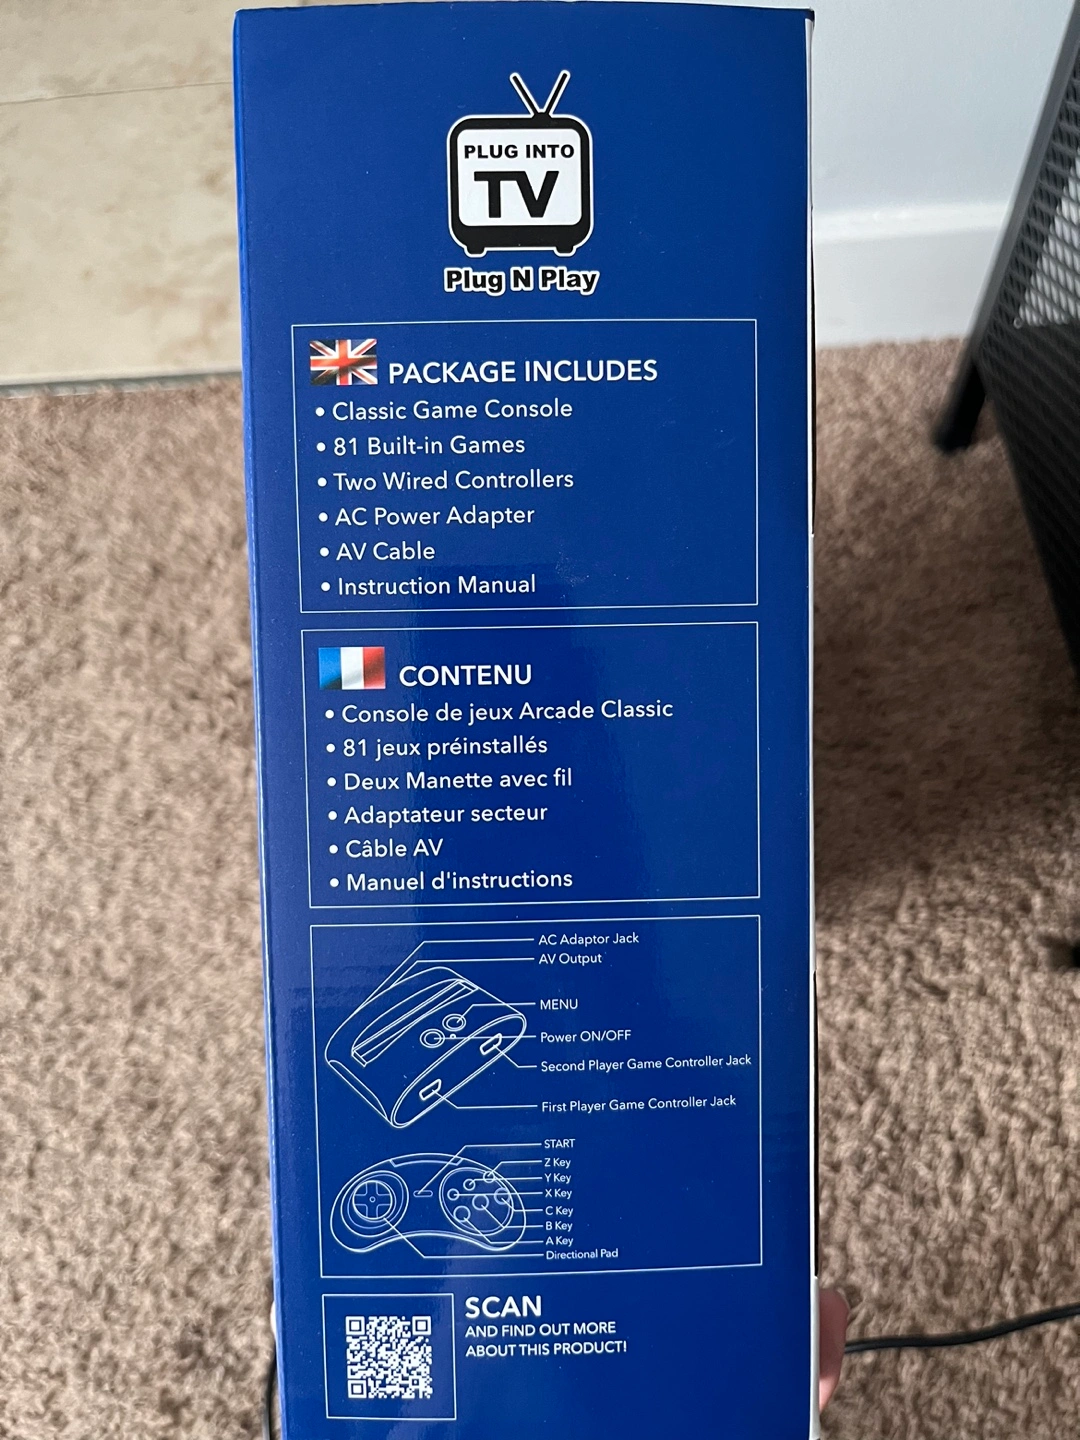 PLUG INTO
TV
Plug N Play
PACKAGE INCLUDES
• Classic Game Console
• 81 Built-in Games
• Two Wired Controllers
• AC Power Adapter
• AV Cable
• Instruction Manual
CONTENU
• Console de jeux Arcade Classic
• 81 jeux préinstallés
• Deux Manette avec fil
• Adaptateur secteur
• Câble AV
• Manuel d'instructions
AC Adaptor Jack
AV Output
MENU
Power ON/OFF
Second Player Game Controller Jack
First Player Game Controller Jack
START
Z Key
Y Key
X Key
C Key
B Key
A Key
Directional Pad
SCAN
AND FIND OUT MORE
ABOUT THIS PRODUCT!